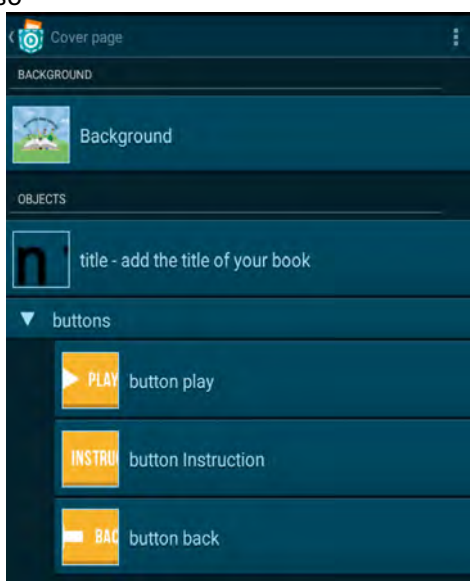 Cover page
BACKGROUND
Background
OBJECTS
n
title - add the title of your book
buttons
PLAY
button play
INSTRU
button Instruction
BAC
button back